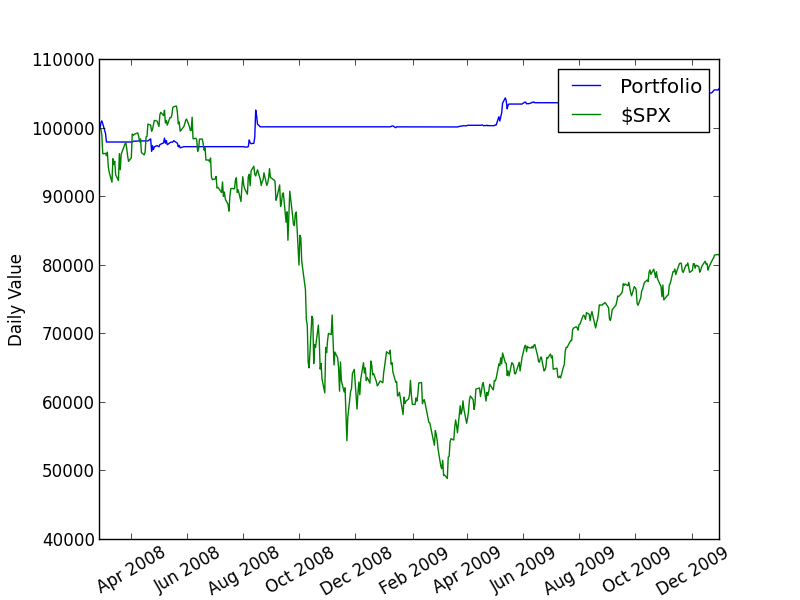 110000
100000
90000
80000
70000
60000
50000
40000
Daily Value
Portfolio
$SPX
Apr 2008
Jun 2008
Aug 2008
Oct 2008
Dec 2008
Feb 2009
Apr 2009
Jun 2009
Aug 2009
Oct 2009
Dec 2009